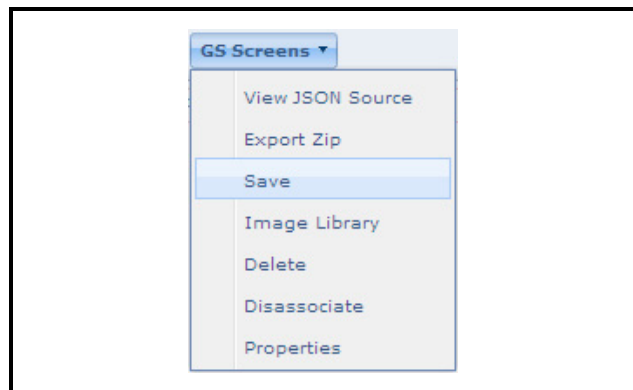 GS Screens
View JSON Source
Export Zip
Save
Image Library
Delete
Disassociate
Properties